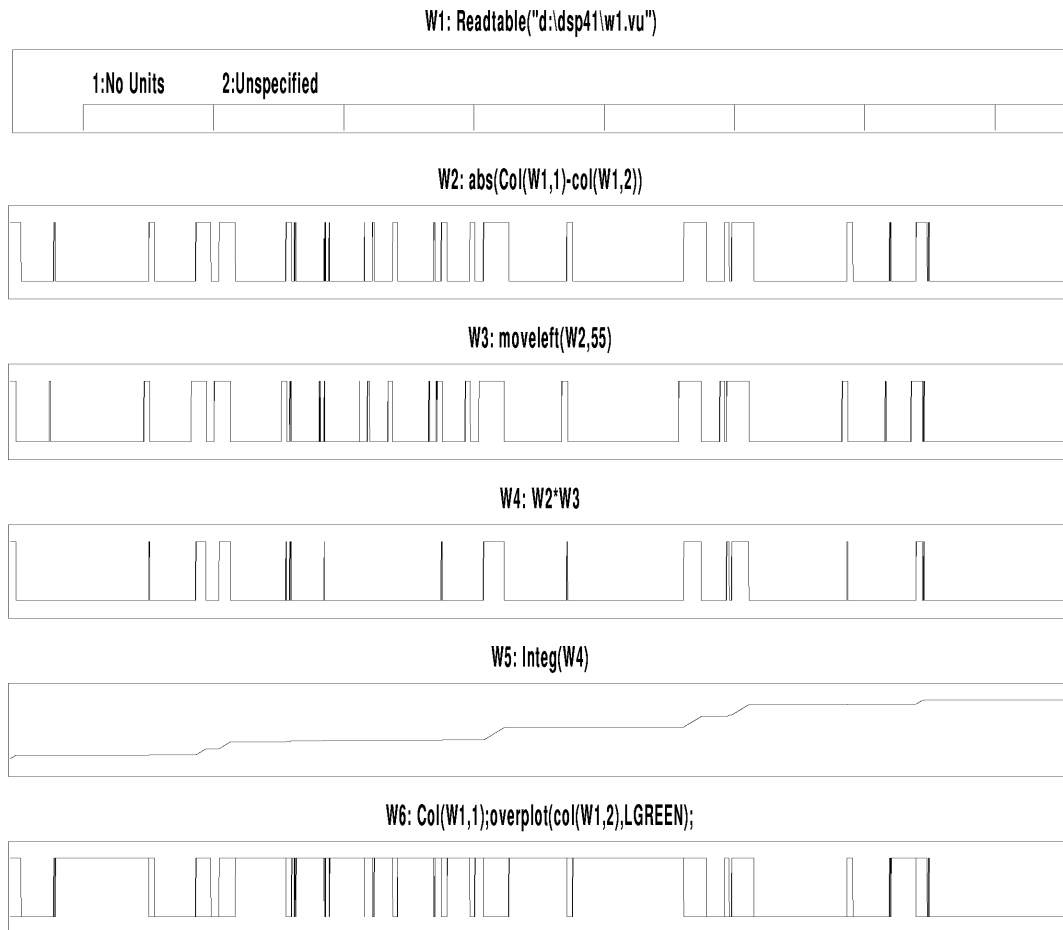 W1: Readtable("d:\dsp41\w1.vu")
1:No Units 2:Unspecified
W2: abs(Col(W1,1)-col(W1,2))
W3: moveleft(W2,55)
W4: W2*W3
W5: Integ(W4)
W6: Col(W1,1);overplot(col(W1,2),LGREEN);